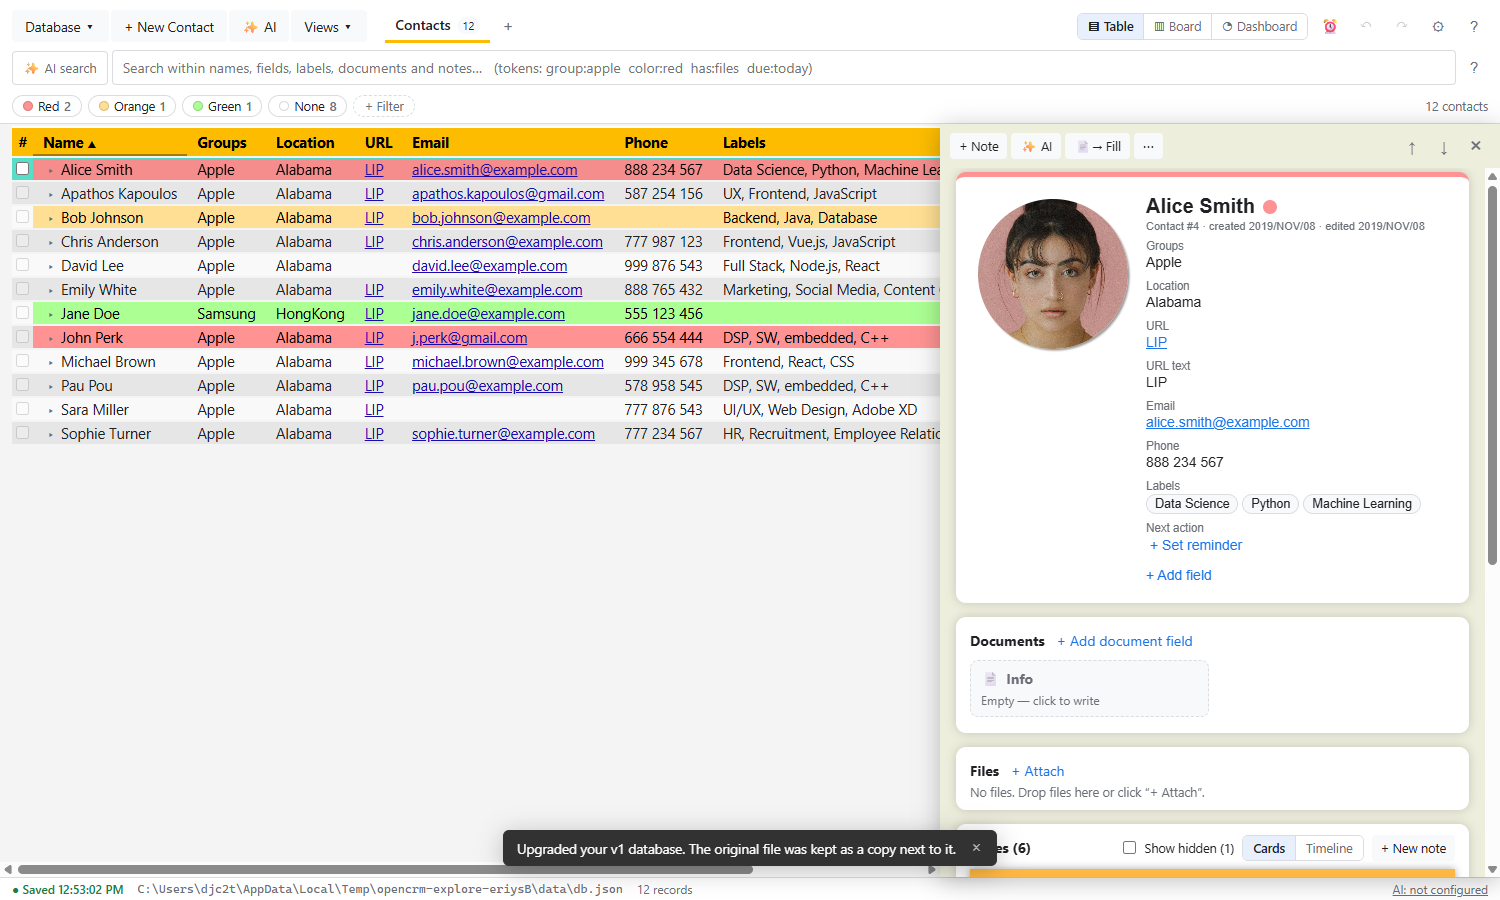 Database ▾ + New Contact ✨ AI Views ▾ Contacts 12 + Table Board Dashboard ?
✨ AI search Search within names, fields, labels, documents and notes... (tokens: group:apple color:red has:files due:today) ?
Red 2 Orange 1 Green 1 None 8 + Filter 12 contacts
# Name ▲ Groups Location URL Email Phone Labels
Alice Smith Apple Alabama LIP alice.smith@example.com 888 234 567 Data Science, Python, Machine Lea
Apathos Kapoulos Apple Alabama LIP apathos.kapoulos@gmail.com 587 254 156 UX, Frontend, JavaScript
Bob Johnson Apple Alabama LIP bob.johnson@example.com Backend, Java, Database
Chris Anderson Apple Alabama LIP chris.anderson@example.com 777 987 123 Frontend, Vue.js, JavaScript
David Lee Apple Alabama david.lee@example.com 999 876 543 Full Stack, Node.js, React
Emily White Apple Alabama LIP emily.white@example.com 888 765 432 Marketing, Social Media, Content
Jane Doe Samsung HongKong LIP jane.doe@example.com 555 123 456
John Perk Apple Alabama LIP j.perk@gmail.com 666 554 444 DSP, SW, embedded, C++
Michael Brown Apple Alabama LIP michael.brown@example.com 999 345 678 Frontend, React, CSS
Pau Pou Apple Alabama LIP pau.pou@example.com 578 958 545 DSP, SW, embedded, C++
Sara Miller Apple Alabama LIP 777 876 543 UI/UX, Web Design, Adobe XD
Sophie Turner Apple Alabama LIP sophie.turner@example.com 777 234 567 HR, Recruitment, Employee Relatio
+ Note ✨ AI → Fill ... ↑ ↓ ✕
Alice Smith
Contact #4 · created 2019/NOV/08 · edited 2019/NOV/08
Groups
Apple
Location
Alabama
URL
LIP
URL text
LIP
Email
alice.smith@example.com
Phone
888 234 567
Labels
Data Science Python Machine Learning
Next action
+ Set reminder
+ Add field
Documents + Add document field
Info
Empty — click to write
Files + Attach
No files. Drop files here or click “+ Attach”.
es (6) Show hidden (1) Cards Timeline + New note
Upgraded your v1 database. The original file was kept as a copy next to it. ✕
● Saved 12:53:02 PM C:\Users\djc2t\AppData\Local\Temp\opencrm-explore-eriysB\data\db.json 12 records AI: not configured